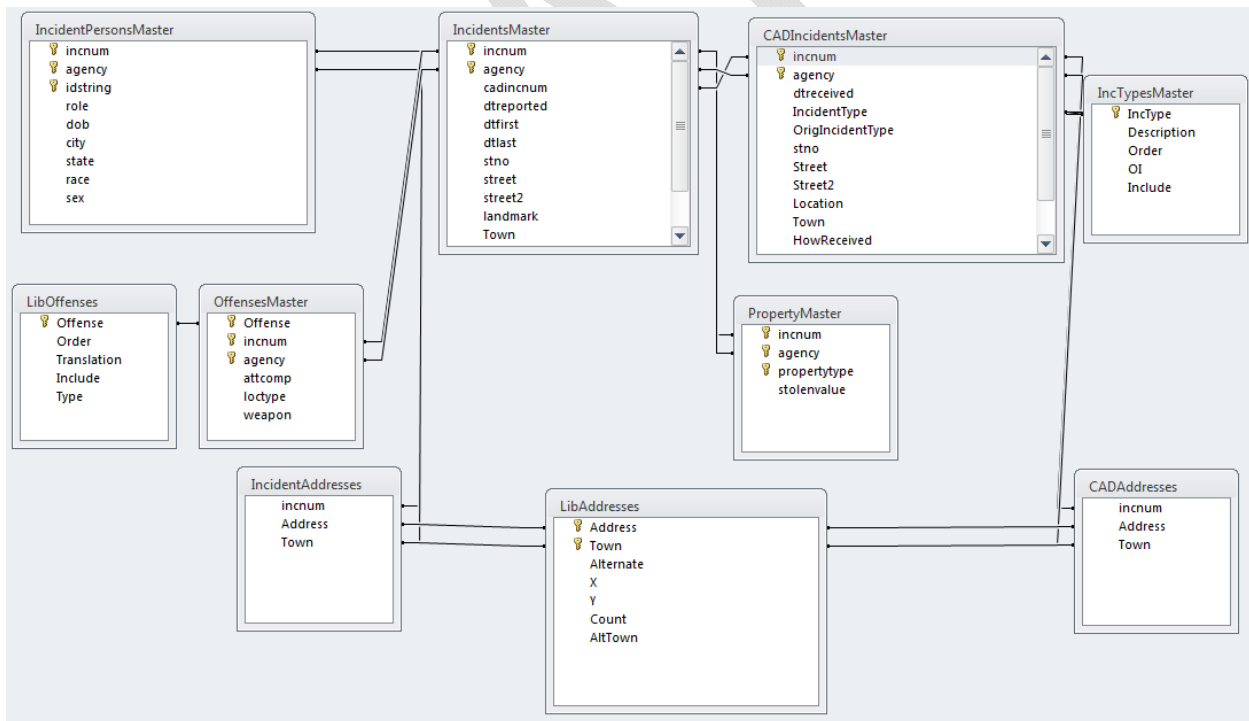 IncidentPersonsMaster
incnum
agency
idstring
role
dob
city
state
race
sex
IncidentsMaster
incnum
agency
cadincnum
dtreported
dtfirst
dtlast
stno
street
street2
landmark
Town
CADIncidentsMaster
incnum
agency
dtreceived
IncidentType
OrigIncidentType
stno
Street
Street2
Location
Town
HowReceived
IncTypesMaster
IncType
Description
Order
OI
Include
LibOffenses
Offense
Order
Translation
Include
Type
OffensesMaster
Offense
incnum
agency
attcomp
loctype
weapon
PropertyMaster
incnum
agency
propertytype
stolenvalue
IncidentAddresses
incnum
Address
Town
LibAddresses
Address
Town
Alternate
X
Y
Count
AltTown
CADAddresses
incnum
Address
Town